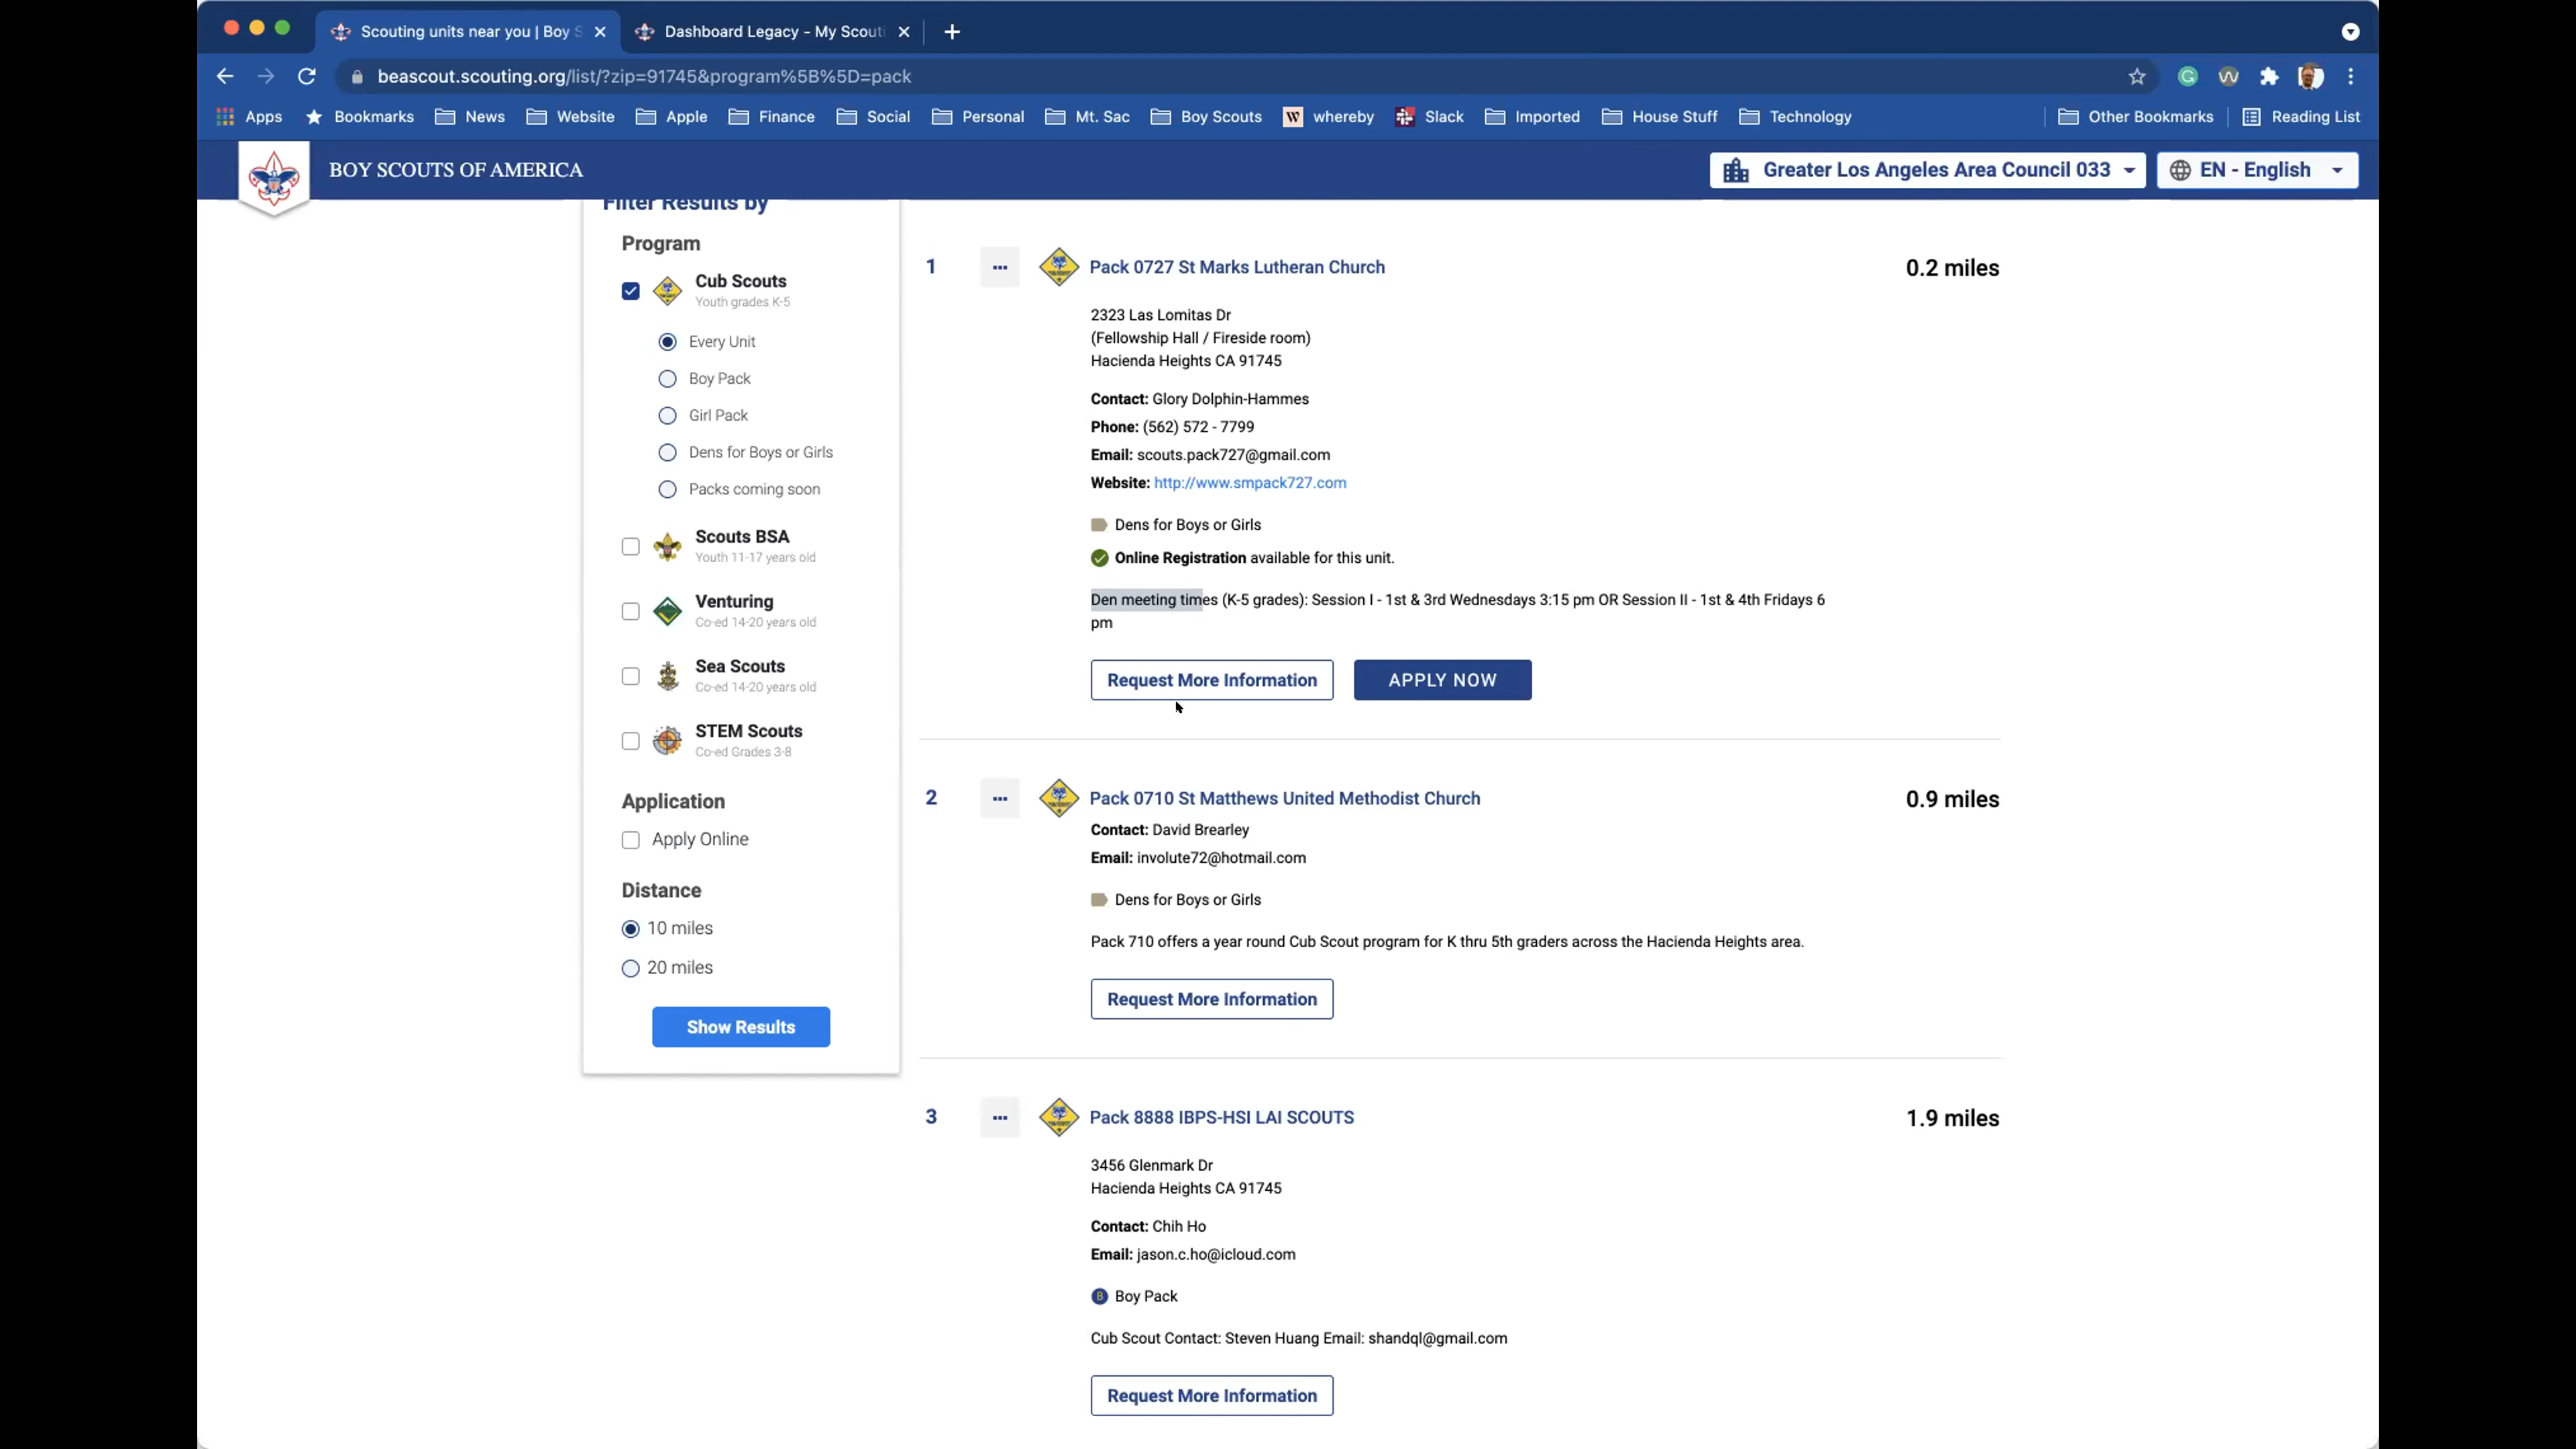 Scouting units near you | Boy S
Dashboard Legacy - My Scouti
beascout.scouting.org/list/?zip=91745&program%5B%5D=pack
Apps
Bookmarks
News
Website
Apple
Finance
Social
Personal
Mt. Sac
Boy Scouts
W whereby
Slack
Imported
House Stuff
Technology
Other Bookmarks
Reading List
BOY SCOUTS OF AMERICA
Greater Los Angeles Area Council 033
EN - English
Filter Results by
Program
Cub Scouts
Youth grades K-5
Every Unit
Boy Pack
Girl Pack
Dens for Boys or Girls
Packs coming soon
Scouts BSA
Youth 11-17 years old
Venturing
Co-ed 14-20 years old
Sea Scouts
Co-ed 14-20 years old
STEM Scouts
Co-ed Grades 3-8
Application
Apply Online
Distance
10 miles
20 miles
Show Results
1 ... Pack 0727 St Marks Lutheran Church 0.2 miles
2323 Las Lomitas Dr
(Fellowship Hall / Fireside room)
Hacienda Heights CA 91745
Contact: Glory Dolphin-Hammes
Phone: (562) 572 - 7799
Email: scouts.pack727@gmail.com
Website: http://www.smpack727.com
Dens for Boys or Girls
Online Registration available for this unit.
Den meeting times (K-5 grades): Session I - 1st & 3rd Wednesdays 3:15 pm OR Session II - 1st & 4th Fridays 6
pm
Request More Information
APPLY NOW
2 ... Pack 0710 St Matthews United Methodist Church 0.9 miles
Contact: David Brearley
Email: involute72@hotmail.com
Dens for Boys or Girls
Pack 710 offers a year round Cub Scout program for K thru 5th graders across the Hacienda Heights area.
Request More Information
3 ... Pack 8888 IBPS-HSI LAI SCOUTS 1.9 miles
3456 Glenmark Dr
Hacienda Heights CA 91745
Contact: Chih Ho
Email: jason.c.ho@icloud.com
B Boy Pack
Cub Scout Contact: Steven Huang Email: shandql@gmail.com
Request More Information